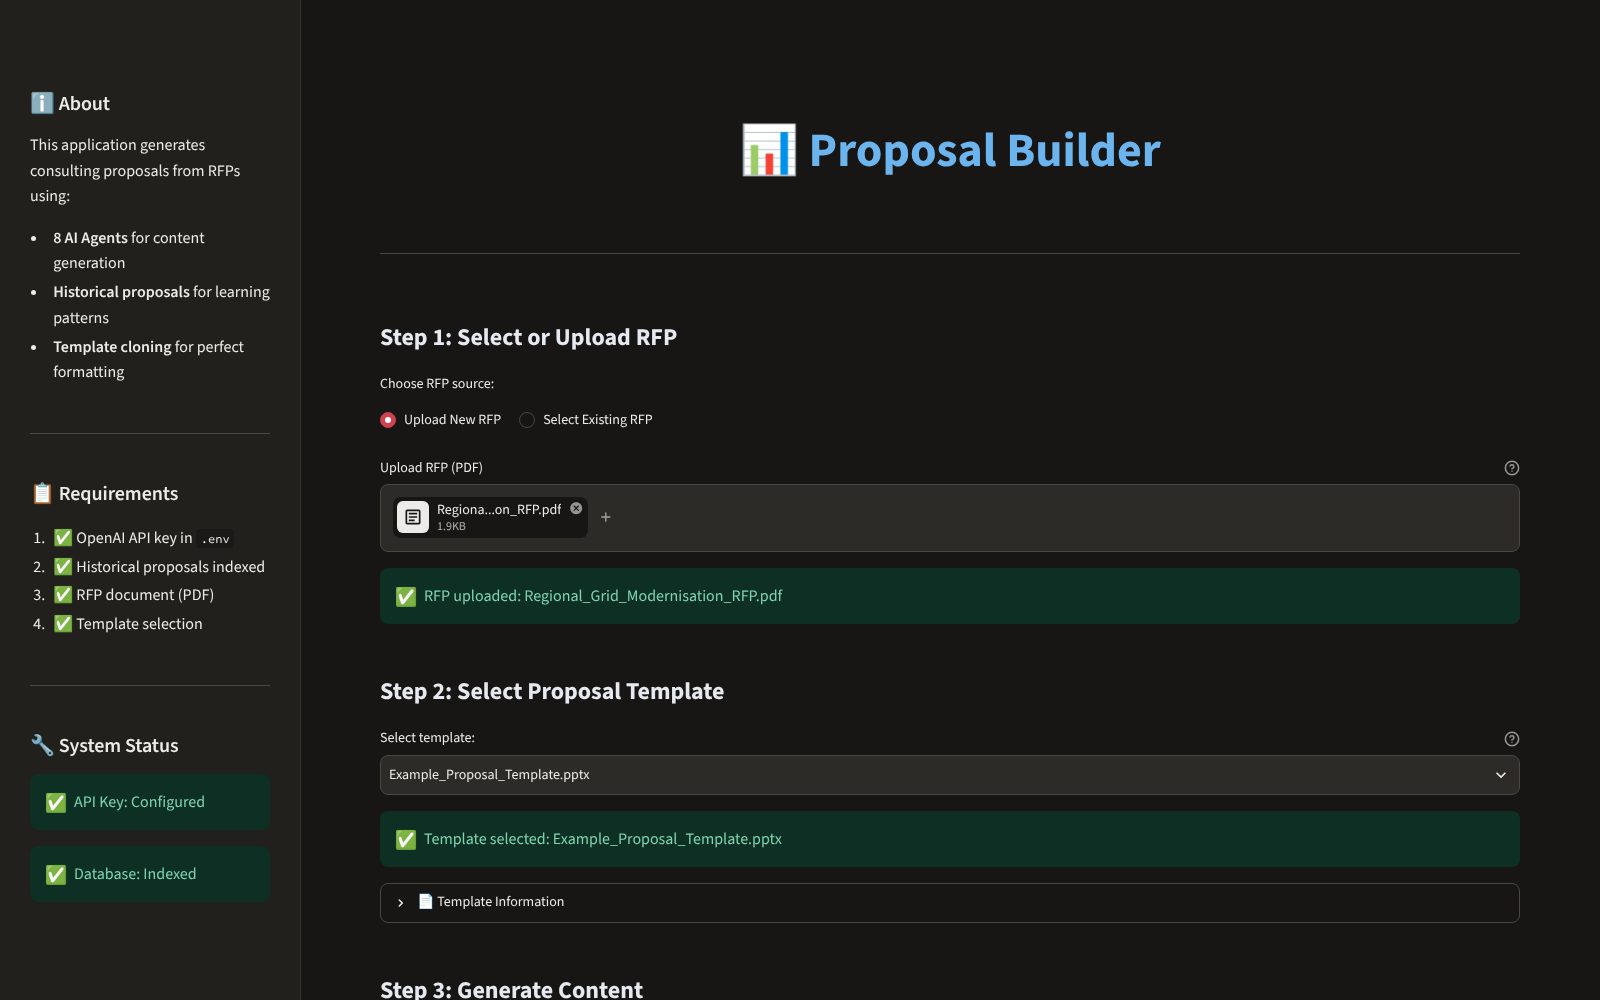 ℹ️ About
This application generates
consulting proposals from RFPs
using:
• 8 AI Agents for content
generation
• Historical proposals for learning
patterns
• Template cloning for perfect
formatting
📋 Requirements
1. ✅ OpenAI API key in .env
2. ✅ Historical proposals indexed
3. ✅ RFP document (PDF)
4. ✅ Template selection
🔧 System Status
✅ API Key: Configured
✅ Database: Indexed
📊 Proposal Builder
Step 1: Select or Upload RFP
Choose RFP source:
Upload New RFP Select Existing RFP
Upload RFP (PDF)
Regiona...on_RFP.pdf
1.9KB
✅ RFP uploaded: Regional_Grid_Modernisation_RFP.pdf
Step 2: Select Proposal Template
Select template:
Example_Proposal_Template.pptx
✅ Template selected: Example_Proposal_Template.pptx
📄 Template Information
Step 3: Generate Content